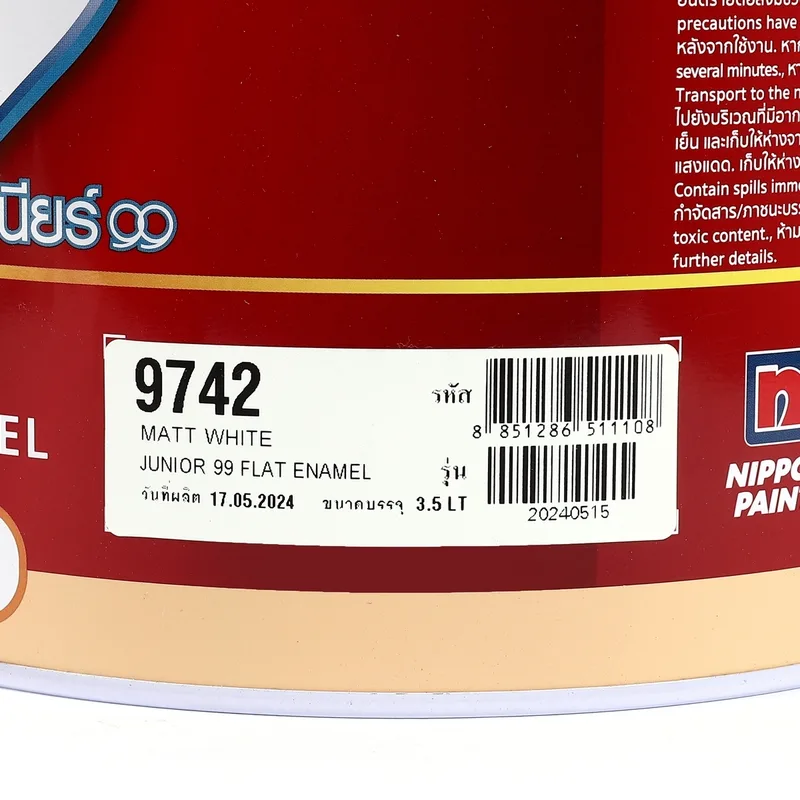 precautions have
หลังจากใช้งาน.
several minutes.,
Transport to the
ไปยังบริเวณที่มีอาก
เย็น และเก็บให้ห่างจา
แสงแดด. เก็บให้ห่าง
Contain spills imme
กำจัดสาร/ภาชนะบรร
toxic content., ห้าม
further details.
เนียร์ 99
9742
MATT WHITE
JUNIOR 99 FLAT ENAMEL
วันที่ผลิต 17.05.2024 ขนาดบรรจุ 3.5 LT
รหัส
8 851286 511108
รุ่น
20240515
EL
NIPPO
PAIN